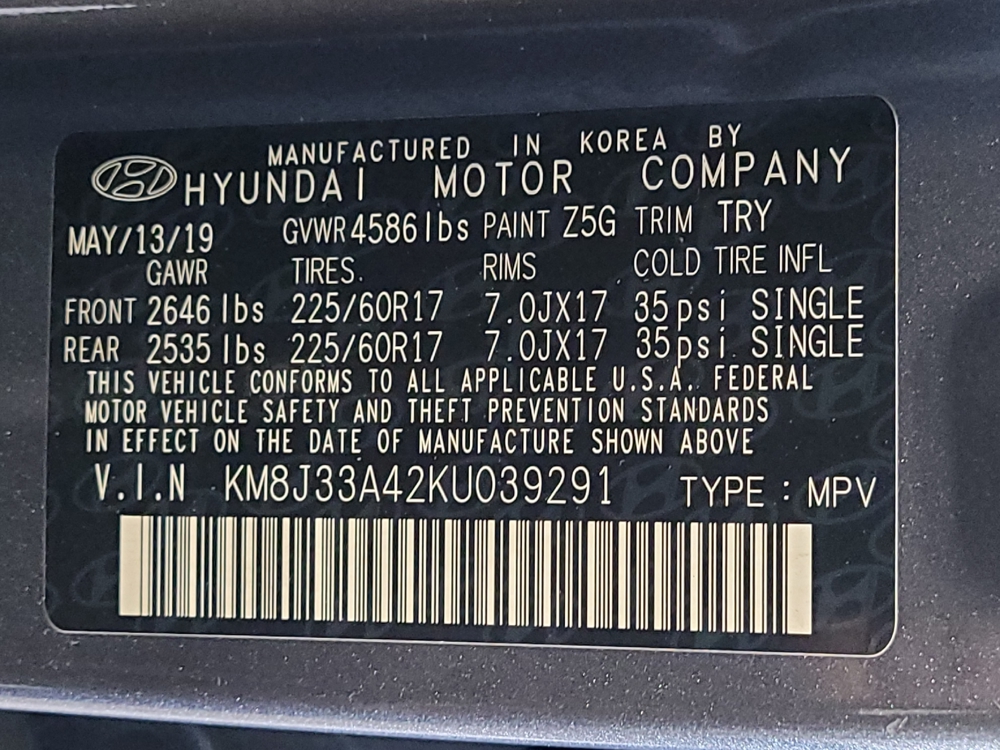 MANUFACTURED IN KOREA BY
HYUNDAI MOTOR COMPANY
MAY/13/19 GVWR 4586lbs PAINT Z5G TRIM TRY
GAWR TIRES. RIMS COLD TIRE INFL
FRONT 2646 lbs 225/60R17 7.0JX17 35psi SINGLE
REAR 2535 lbs 225/60R17 7.0JX17 35psi. SINGLE
THIS VEHICLE CONFORMS TO ALL APPLICABLE U.S.A. FEDERAL
MOTOR VEHICLE SAFETY AND THEFT PREVENTION STANDARDS
IN EFFECT ON THE DATE OF MANUFACTURE SHOWN ABOVE
V.I.N KM8J33A42KU039291 TYPE : MPV